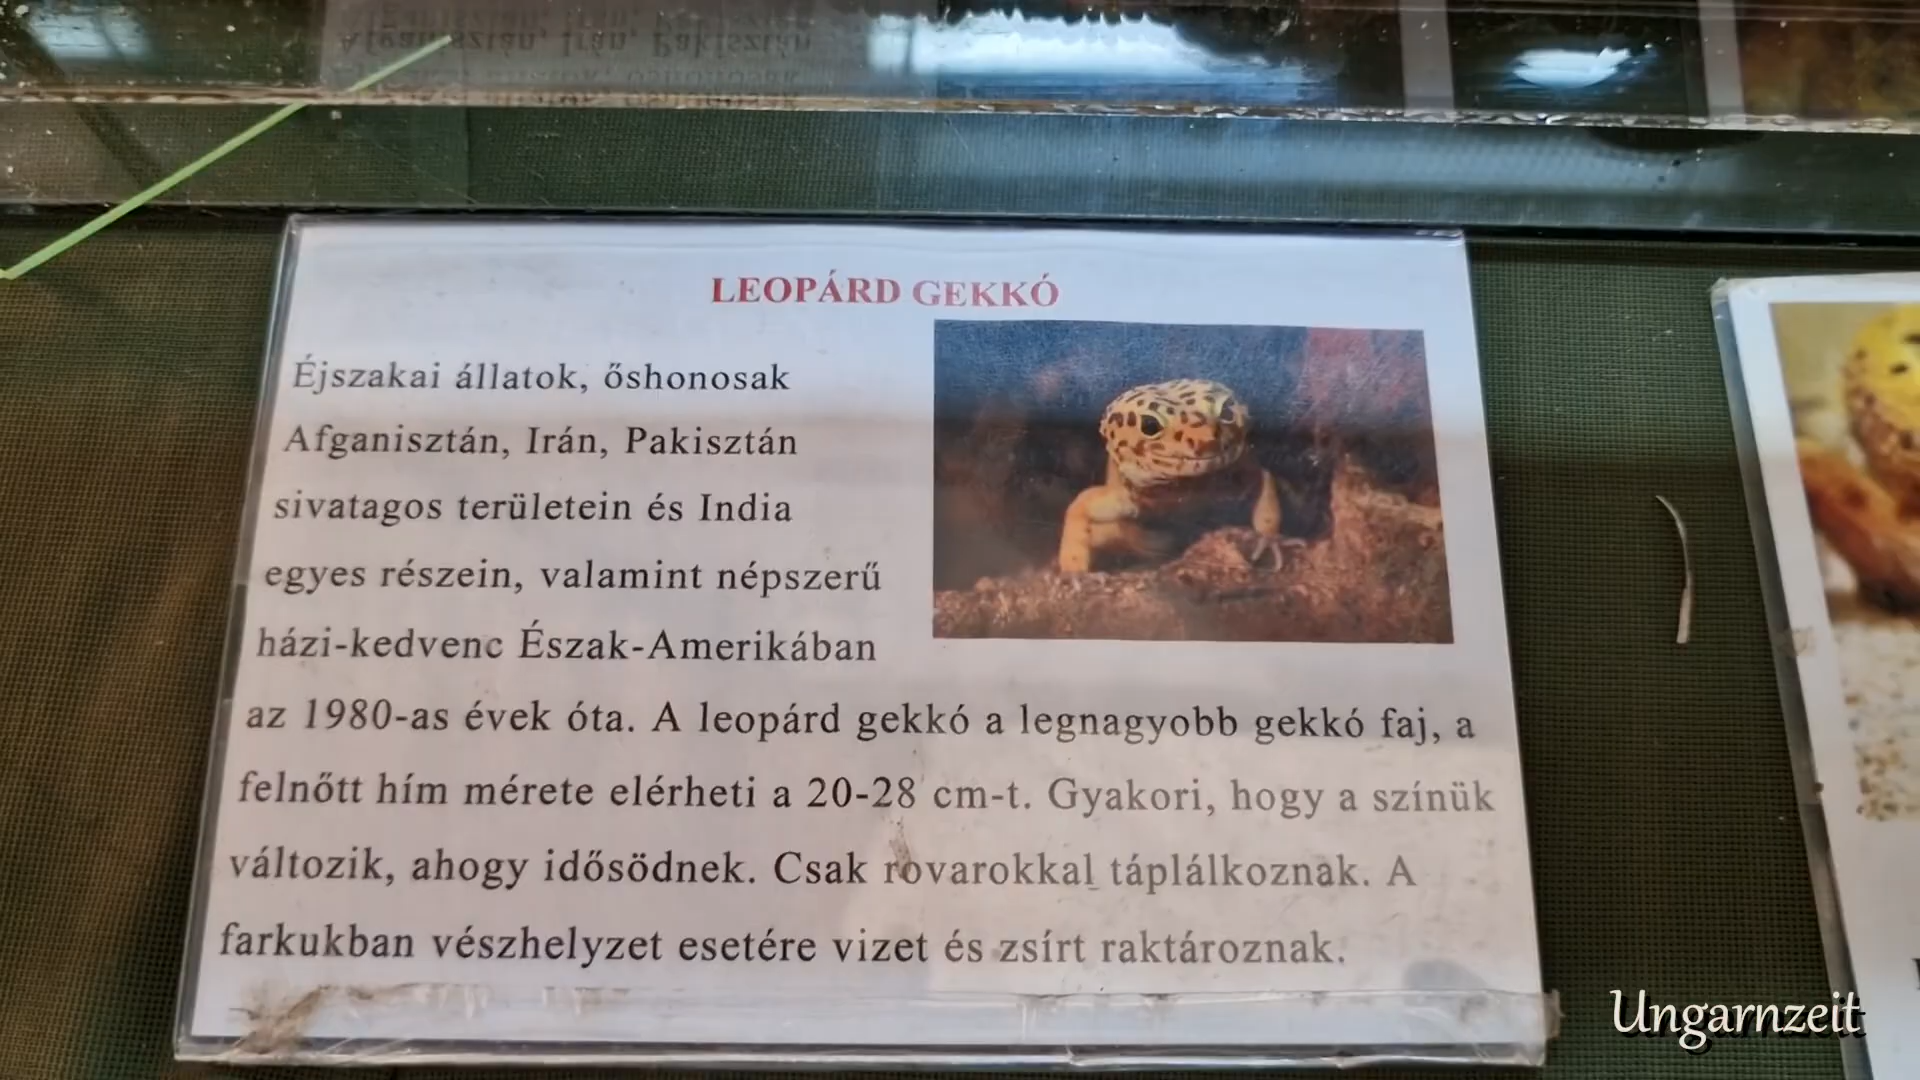 LEOPÁRD GEKKÓ
Éjszakai állatok, őshonosak
Afganisztán, Irán, Pakisztán
sivatagos területein és India
egyes részein, valamint népszerű
házi-kedvenc Észak-Amerikában
az 1980-as évek óta. A leopárd gekkó a legnagyobb gekkó faj, a
felnőtt hím mérete elérheti a 20-28 cm-t. Gyakori, hogy a színük
változik, ahogy idősödnek. Csak rovarokkal táplálkoznak. A
farkukban vészhelyzet esetére vizet és zsírt raktároznak.
Ungarnzeit